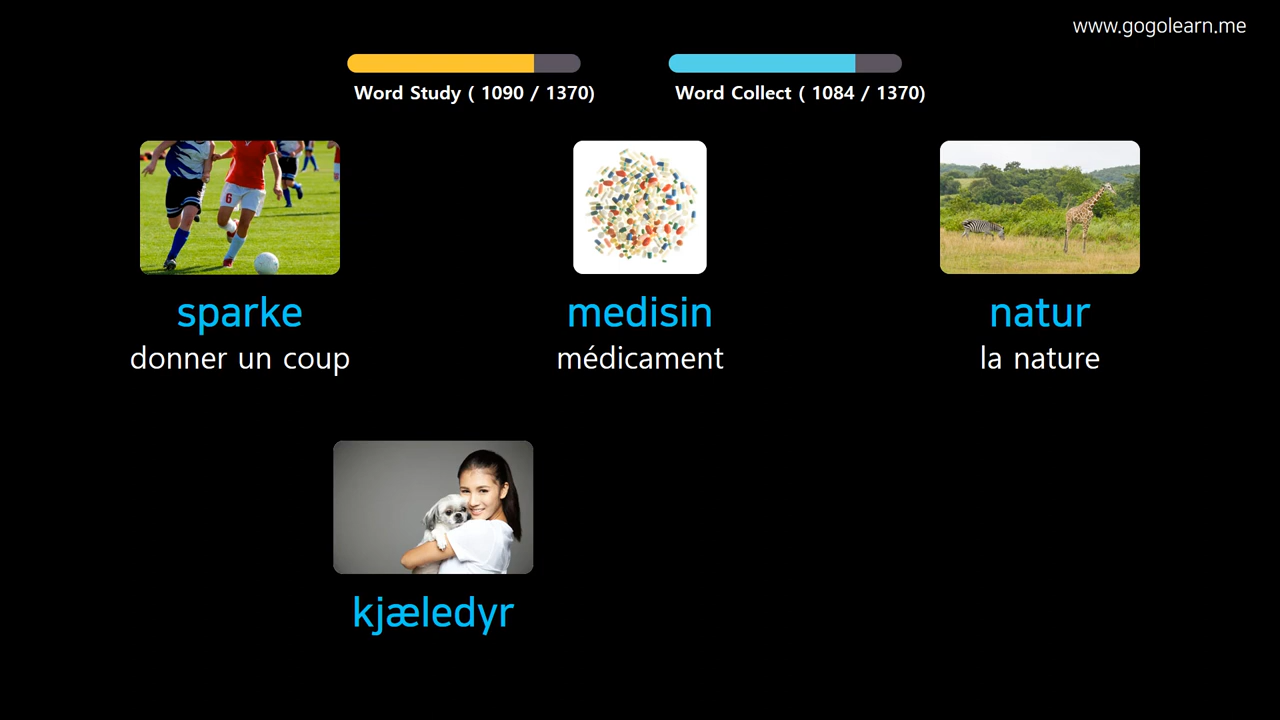 www.gogolearn.me
Word Study ( 1090 / 1370)
Word Collect ( 1084 / 1370)
6
sparke
donner un coup
medisin
médicament
natur
la nature
kjæledyr